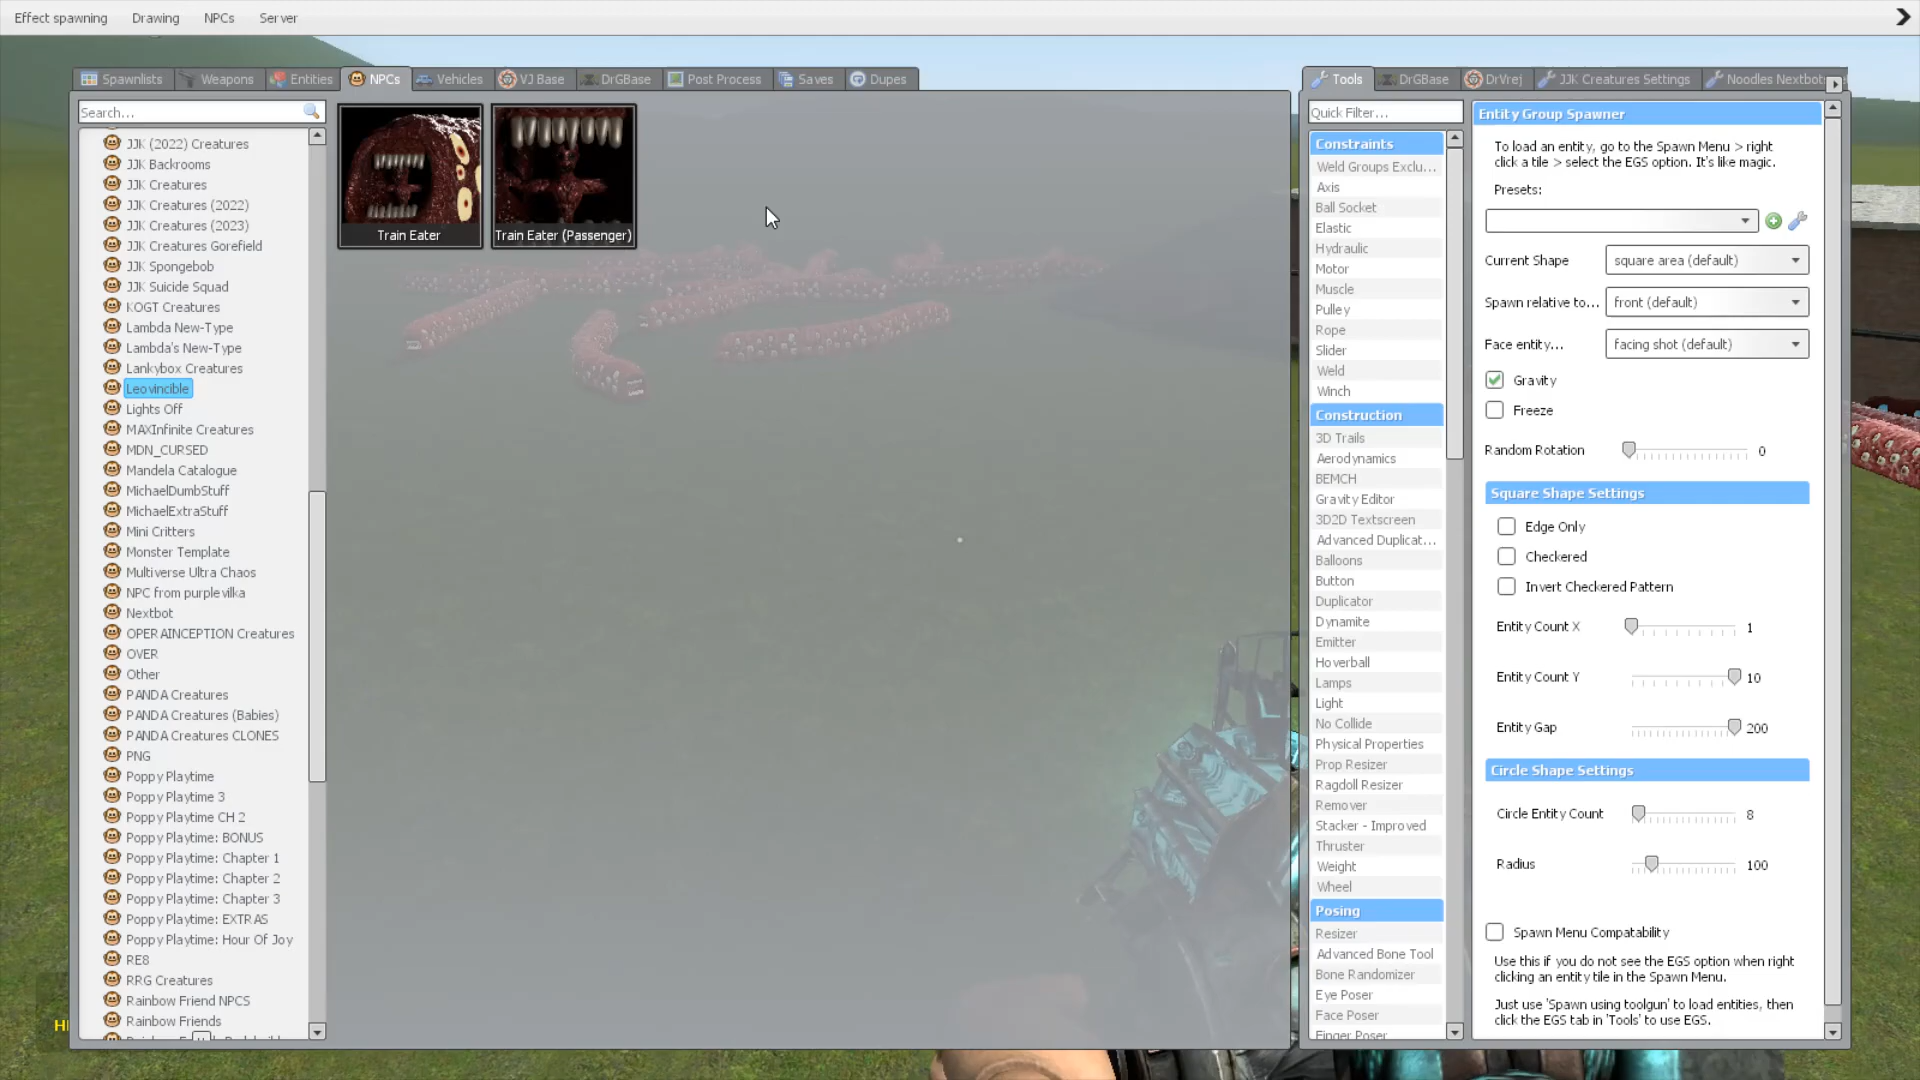 Effect spawning Drawing NPCs Server
Spawnlists Weapons Entities NPCs Vehicles VJ Base DrGBase Post Process Saves Dupes
Search...
JJK (2022) Creatures
JJK Backrooms
JJK Creatures
JJK Creatures (2022)
JJK Creatures (2023)
JJK Creatures Gorefield
JJK Spongebob
JJK Suicide Squad
KOGT Creatures
Lambda New-Type
Lambda's New-Type
Lankybox Creatures
Leovincible
Lights Off
MAXInfinite Creatures
MDN_CURSED
Mandela Catalogue
MichaelDumbStuff
MichaelExtraStuff
Mini Critters
Monster Template
Multiverse Ultra Chaos
NPC from purplevilka
Nextbot
OPERAINCEPTION Creatures
OVER
Other
PANDA Creatures
PANDA Creatures (Babies)
PANDA Creatures CLONES
PNG
Poppy Playtime
Poppy Playtime 3
Poppy Playtime CH 2
Poppy Playtime: BONUS
Poppy Playtime: Chapter 1
Poppy Playtime: Chapter 2
Poppy Playtime: Chapter 3
Poppy Playtime: EXTRAS
Poppy Playtime: Hour Of Joy
RE8
RRG Creatures
Rainbow Friend NPCS
Rainbow Friends
Train Eater
Train Eater (Passenger)
Tools DrGBase DrVrej JJK Creatures Settings Noodles Nextbots
Quick Filter...
Constraints
Weld Groups Exclu...
Axis
Ball Socket
Elastic
Hydraulic
Motor
Muscle
Pulley
Rope
Slider
Weld
Winch
Construction
3D Trails
Aerodynamics
BEMCH
Gravity Editor
3D2D Textscreen
Advanced Duplicat...
Balloons
Button
Duplicator
Dynamite
Emitter
Hoverball
Lamps
Light
No Collide
Physical Properties
Prop Resizer
Ragdoll Resizer
Remover
Stacker - Improved
Thruster
Weight
Wheel
Posing
Resizer
Advanced Bone Tool
Bone Randomizer
Eye Poser
Face Poser
Finger Poser
Entity Group Spawner
To load an entity, go to the Spawn Menu > right
click a tile > select the EGS option. It's like magic.
Presets:
Current Shape square area (default)
Spawn relative to... front (default)
Face entity... facing shot (default)
Gravity
Freeze
Random Rotation 0
Square Shape Settings
Edge Only
Checkered
Invert Checkered Pattern
Entity Count X 1
Entity Count Y 10
Entity Gap 200
Circle Shape Settings
Circle Entity Count 8
Radius 100
Spawn Menu Compatability
Use this if you do not see the EGS option when right
clicking an entity tile in the Spawn Menu.
Just use 'Spawn using toolgun' to load entities, then
click the EGS tab in 'Tools' to use EGS.